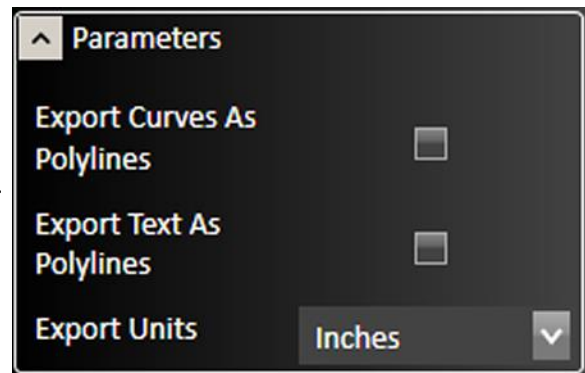 Parameters
Export Curves As
Polylines
Export Text As
Polylines
Export Units
Inches